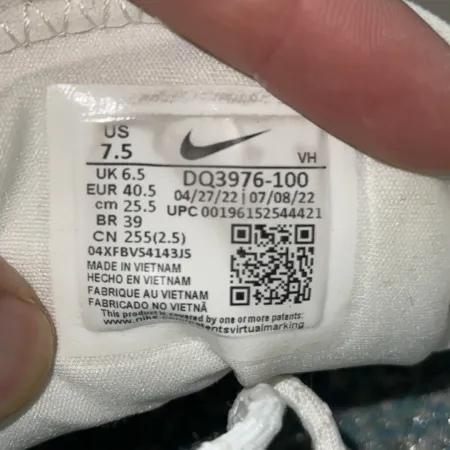 US
7.5
VH
UK 6.5
DQ3976-100
EUR 40.5
04/27/22 | 07/08/22
cm 25.5
UPC 00196152544421
BR 39
CN 255(2.5)
04XFBVS4143JS
MADE IN VIETNAM
HECHO EN VIETNAM
FABRIQUE AU VIETNAM
FABRICADO NO VIETNÃ
This product is covered by one or more patents: